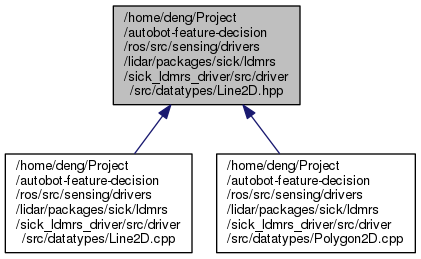 /home/deng/Project
/autobot-feature-decision
/ros/src/sensing/drivers
/lidar/packages/sick/ldmrs
/sick_ldmrs_driver/src/driver
/src/datatypes/Line2D.hpp
/home/deng/Project
/autobot-feature-decision
/ros/src/sensing/drivers
/lidar/packages/sick/ldmrs
/sick_ldmrs_driver/src/driver
/src/datatypes/Line2D.cpp
/home/deng/Project
/autobot-feature-decision
/ros/src/sensing/drivers
/lidar/packages/sick/ldmrs
/sick_ldmrs_driver/src/driver
/src/datatypes/Polygon2D.cpp